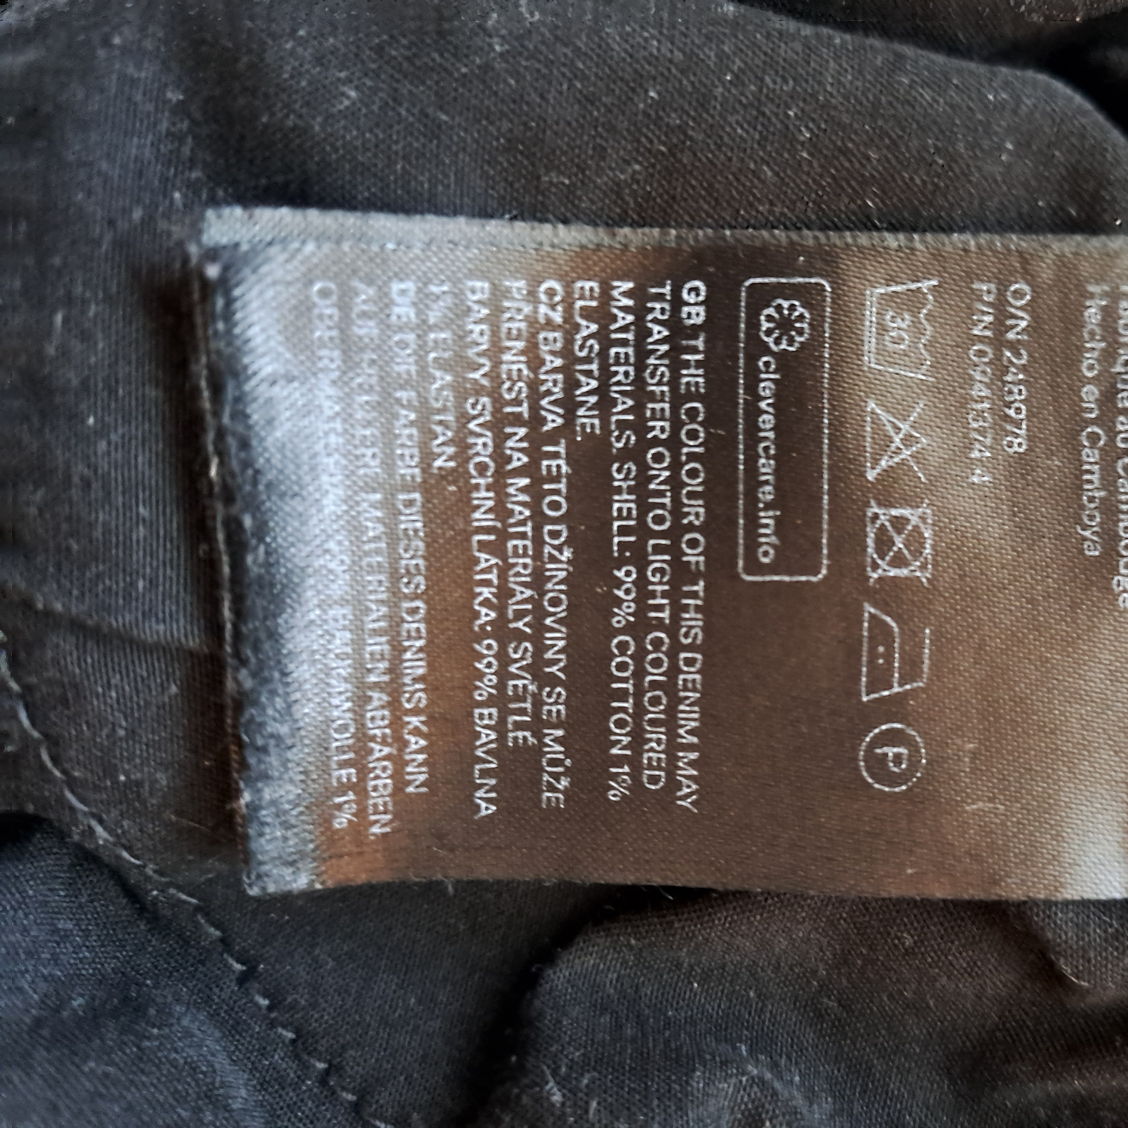 Hecho en Camboya
O/N 248978
30
P
clevercare.info
GB THE COLOUR OF THIS DENIM MAY
TRANSFER ONTO LIGHT COLOURED
MATERIALS. SHELL: 99% COTTON 1%
ELASTANE.
CZ BARVA TÉTO DŽÍNOVINY SE MŮŽE
PŘENÉST NA MATERIÁLY SVĚTLÉ
BARVY. SVRCHNÍ LÁTKA: 99% BAVLNA
1% ELASTAN.
DE DIE FARBE DIESES DENIMS KANN
AUF MATERIALIEN ABFÄRBEN.
1%